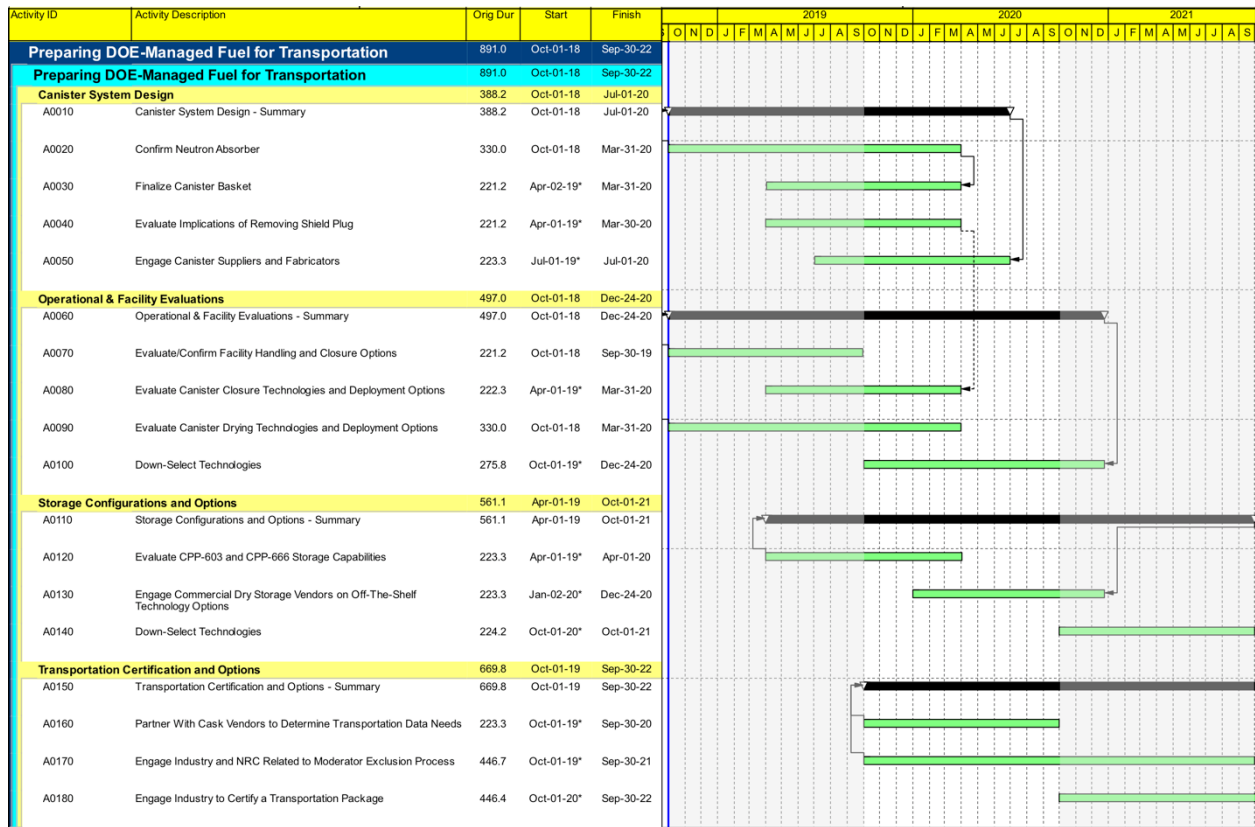 Activity ID Activity Description Orig Dur Start Finish 2019 2020 2021
S O N D J F M A M J J A S O N D J F M A M J J A S O N D J F M A M J J A S
Preparing DOE-Managed Fuel for Transportation 891.0 Oct-01-18 Sep-30-22
Preparing DOE-Managed Fuel for Transportation 891.0 Oct-01-18 Sep-30-22
Canister System Design 388.2 Oct-01-18 Jul-01-20
A0010 Canister System Design - Summary 388.2 Oct-01-18 Jul-01-20
A0020 Confirm Neutron Absorber 330.0 Oct-01-18 Mar-31-20
A0030 Finalize Canister Basket 221.2 Apr-02-19* Mar-31-20
A0040 Evaluate Implications of Removing Shield Plug 221.2 Apr-01-19* Mar-30-20
A0050 Engage Canister Suppliers and Fabricators 223.3 Jul-01-19* Jul-01-20
Operational & Facility Evaluations 497.0 Oct-01-18 Dec-24-20
A0060 Operational & Facility Evaluations - Summary 497.0 Oct-01-18 Dec-24-20
A0070 Evaluate/Confirm Facility Handling and Closure Options 221.2 Oct-01-18 Sep-30-19
A0080 Evaluate Canister Closure Technologies and Deployment Options 222.3 Apr-01-19* Mar-31-20
A0090 Evaluate Canister Drying Technologies and Deployment Options 330.0 Oct-01-18 Mar-31-20
A0100 Down-Select Technologies 275.8 Oct-01-19* Dec-24-20
Storage Configurations and Options 561.1 Apr-01-19 Oct-01-21
A0110 Storage Configurations and Options - Summary 561.1 Apr-01-19 Oct-01-21
A0120 Evaluate CPP-603 and CPP-666 Storage Capabilities 223.3 Apr-01-19* Apr-01-20
A0130 Engage Commercial Dry Storage Vendors on Off-The-Shelf 223.3 Jan-02-20* Dec-24-20
Technology Options
A0140 Down-Select Technologies 224.2 Oct-01-20* Oct-01-21
Transportation Certification and Options 669.8 Oct-01-19 Sep-30-22
A0150 Transportation Certification and Options - Summary 669.8 Oct-01-19 Sep-30-22
A0160 Partner With Cask Vendors to Determine Transportation Data Needs 223.3 Oct-01-19* Sep-30-20
A0170 Engage Industry and NRC Related to Moderator Exclusion Process 446.7 Oct-01-19* Sep-30-21
A0180 Engage Industry to Certify a Transportation Package 446.4 Oct-01-20* Sep-30-22